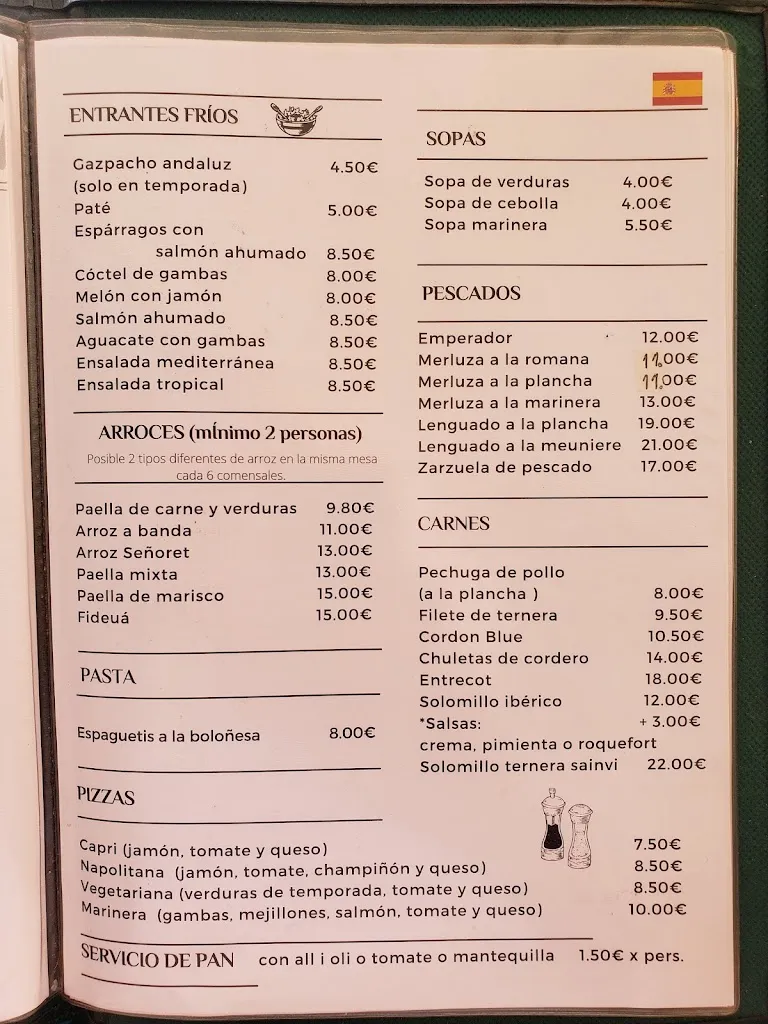 ENTRANTES FRÍOS
Gazpacho andaluz 4.50€
(solo en temporada)
Paté 5.00€
Espárragos con
salmón ahumado 8.50€
Cóctel de gambas 8.00€
Melón con jamón 8.00€
Salmón ahumado 8.50€
Aguacate con gambas 8.50€
Ensalada mediterránea 8.50€
Ensalada tropical 8.50€
ARROCES (mínimo 2 personas)
Posible 2 tipos diferentes de arroz en la misma mesa
cada 6 comensales.
Paella de carne y verduras 9.80€
Arroz a banda 11.00€
Arroz Señoret 13.00€
Paella mixta 13.00€
Paella de marisco 15.00€
Fideuá 15.00€
PASTA
Espaguetis a la boloñesa 8.00€
SOPAS
Sopa de verduras 4.00€
Sopa de cebolla 4.00€
Sopa marinera 5.50€
PESCADOS
Emperador 12.00€
Merluza a la romana 11.00€
Merluza a la plancha 11.00€
Merluza a la marinera 13.00€
Lenguado a la plancha 19.00€
Lenguado a la meuniere 21.00€
Zarzuela de pescado 17.00€
CARNES
Pechuga de pollo
(a la plancha ) 8.00€
Filete de ternera 9.50€
Cordon Blue 10.50€
Chuletas de cordero 14.00€
Entrecot 18.00€
Solomillo ibérico 12.00€
*Salsas: + 3.00€
crema, pimienta o roquefort
Solomillo ternera sainvi 22.00€
PIZZAS
Capri (jamón, tomate y queso) 7.50€
Napolitana (jamón, tomate, champiñón y queso) 8.50€
Vegetariana (verduras de temporada, tomate y queso) 8.50€
Marinera (gambas, mejillones, salmón, tomate y queso) 10.00€
SERVICIO DE PAN con all i oli o tomate o mantequilla 1.50€ x pers.